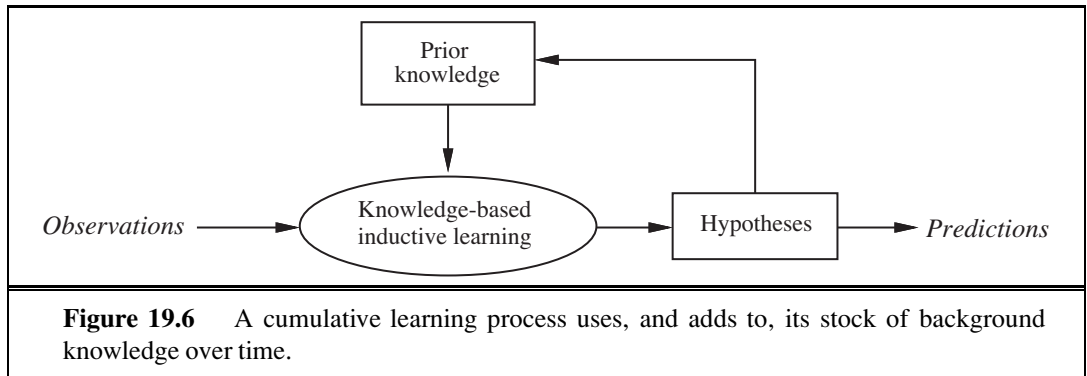 Prior
knowledge
Observations
Knowledge-based
inductive learning
Hypotheses
Predictions
Figure 19.6 A cumulative learning process uses, and adds to, its stock of background
knowledge over time.